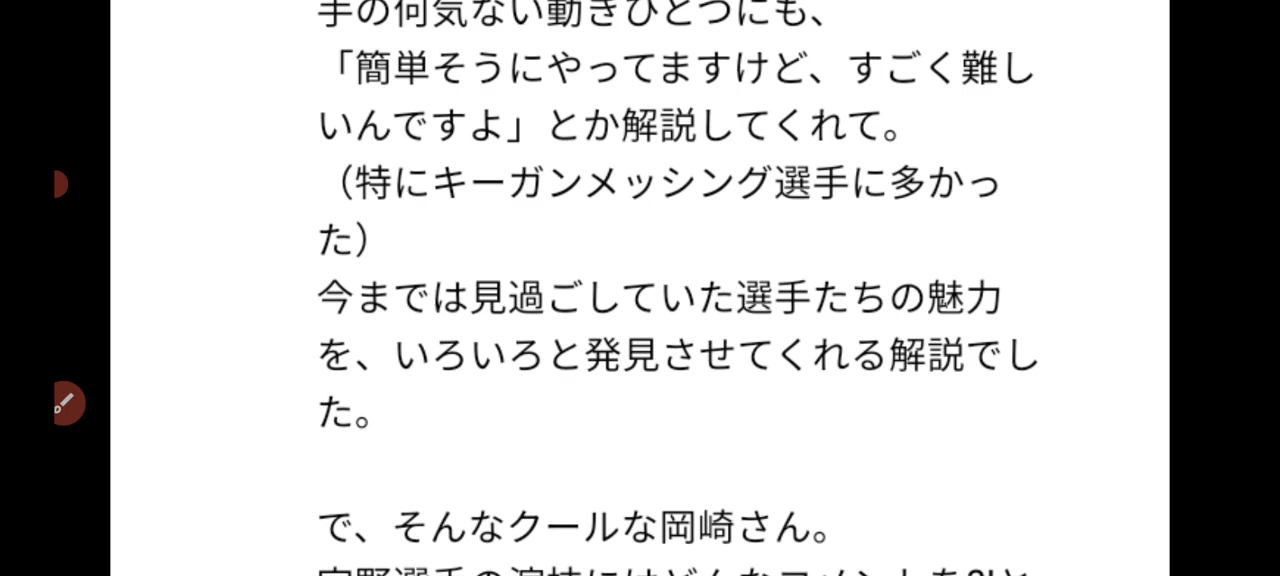 手の何気ない動きひとつにも、
「簡単そうにやってますけど、すごく難し
いんですよ」とか解説してくれて。
（特にキーガンメッシング選手に多かっ
た）
今までは見過ごしていた選手たちの魅力
を、いろいろと発見させてくれる解説でし
た。
で、そんなクールな岡崎さん。